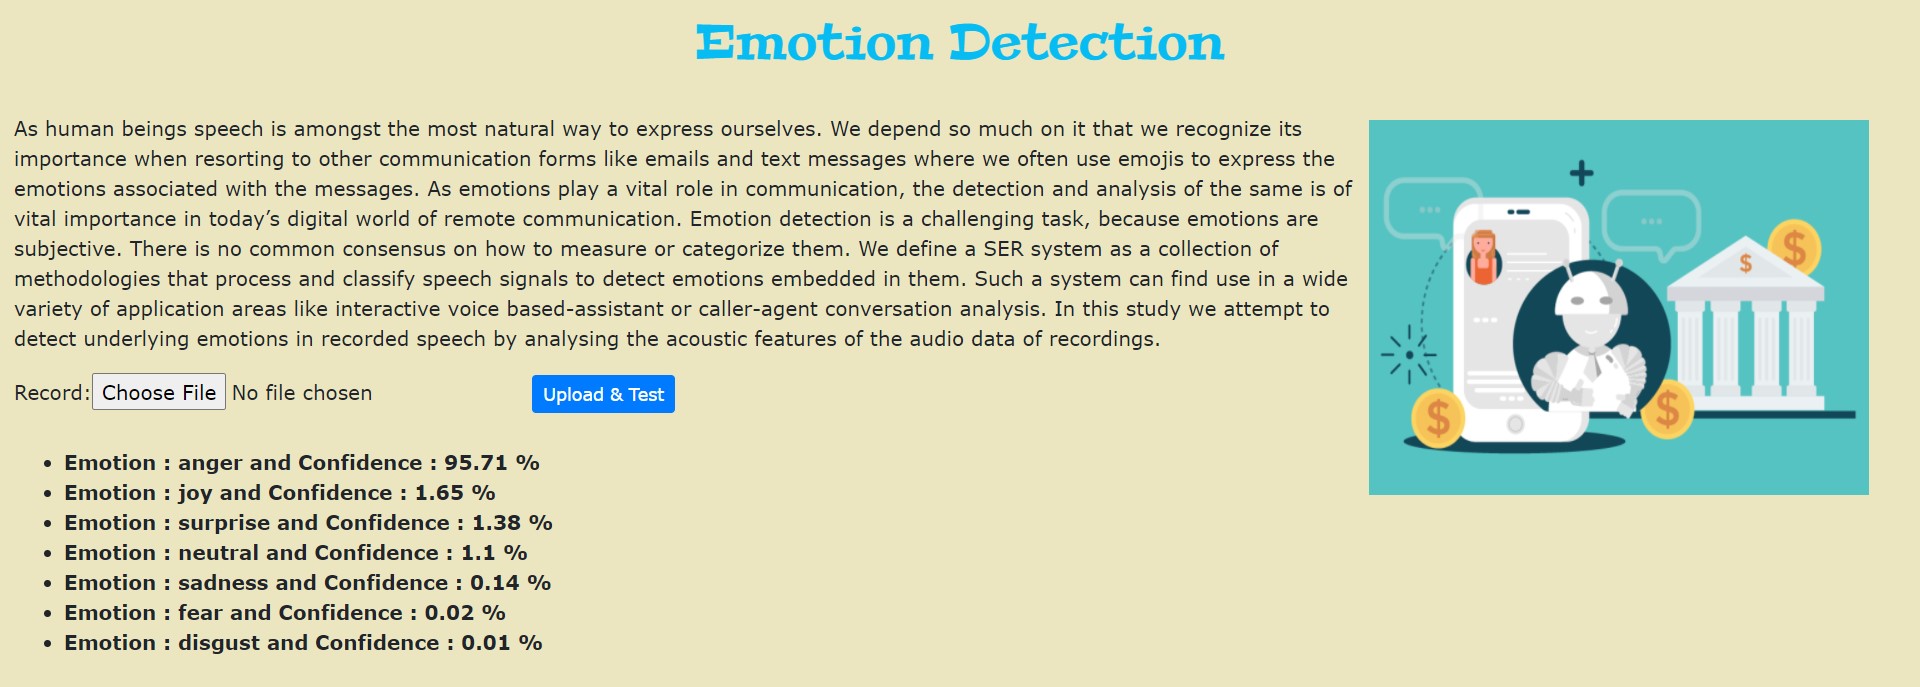 Emotion Detection
As human beings speech is amongst the most natural way to express ourselves. We depend so much on it that we recognize its
importance when resorting to other communication forms like emails and text messages where we often use emojis to express the
emotions associated with the messages. As emotions play a vital role in communication, the detection and analysis of the same is of
vital importance in today’s digital world of remote communication. Emotion detection is a challenging task, because emotions are
subjective. There is no common consensus on how to measure or categorize them. We define a SER system as a collection of
methodologies that process and classify speech signals to detect emotions embedded in them. Such a system can find use in a wide
variety of application areas like interactive voice based-assistant or caller-agent conversation analysis. In this study we attempt to
detect underlying emotions in recorded speech by analysing the acoustic features of the audio data of recordings.
Record: Choose File No file chosen Upload & Test
• Emotion : anger and Confidence : 95.71 %
• Emotion : joy and Confidence : 1.65 %
• Emotion : surprise and Confidence : 1.38 %
• Emotion : neutral and Confidence : 1.1 %
• Emotion : sadness and Confidence : 0.14 %
• Emotion : fear and Confidence : 0.02 %
• Emotion : disgust and Confidence : 0.01 %
$
$
$
$